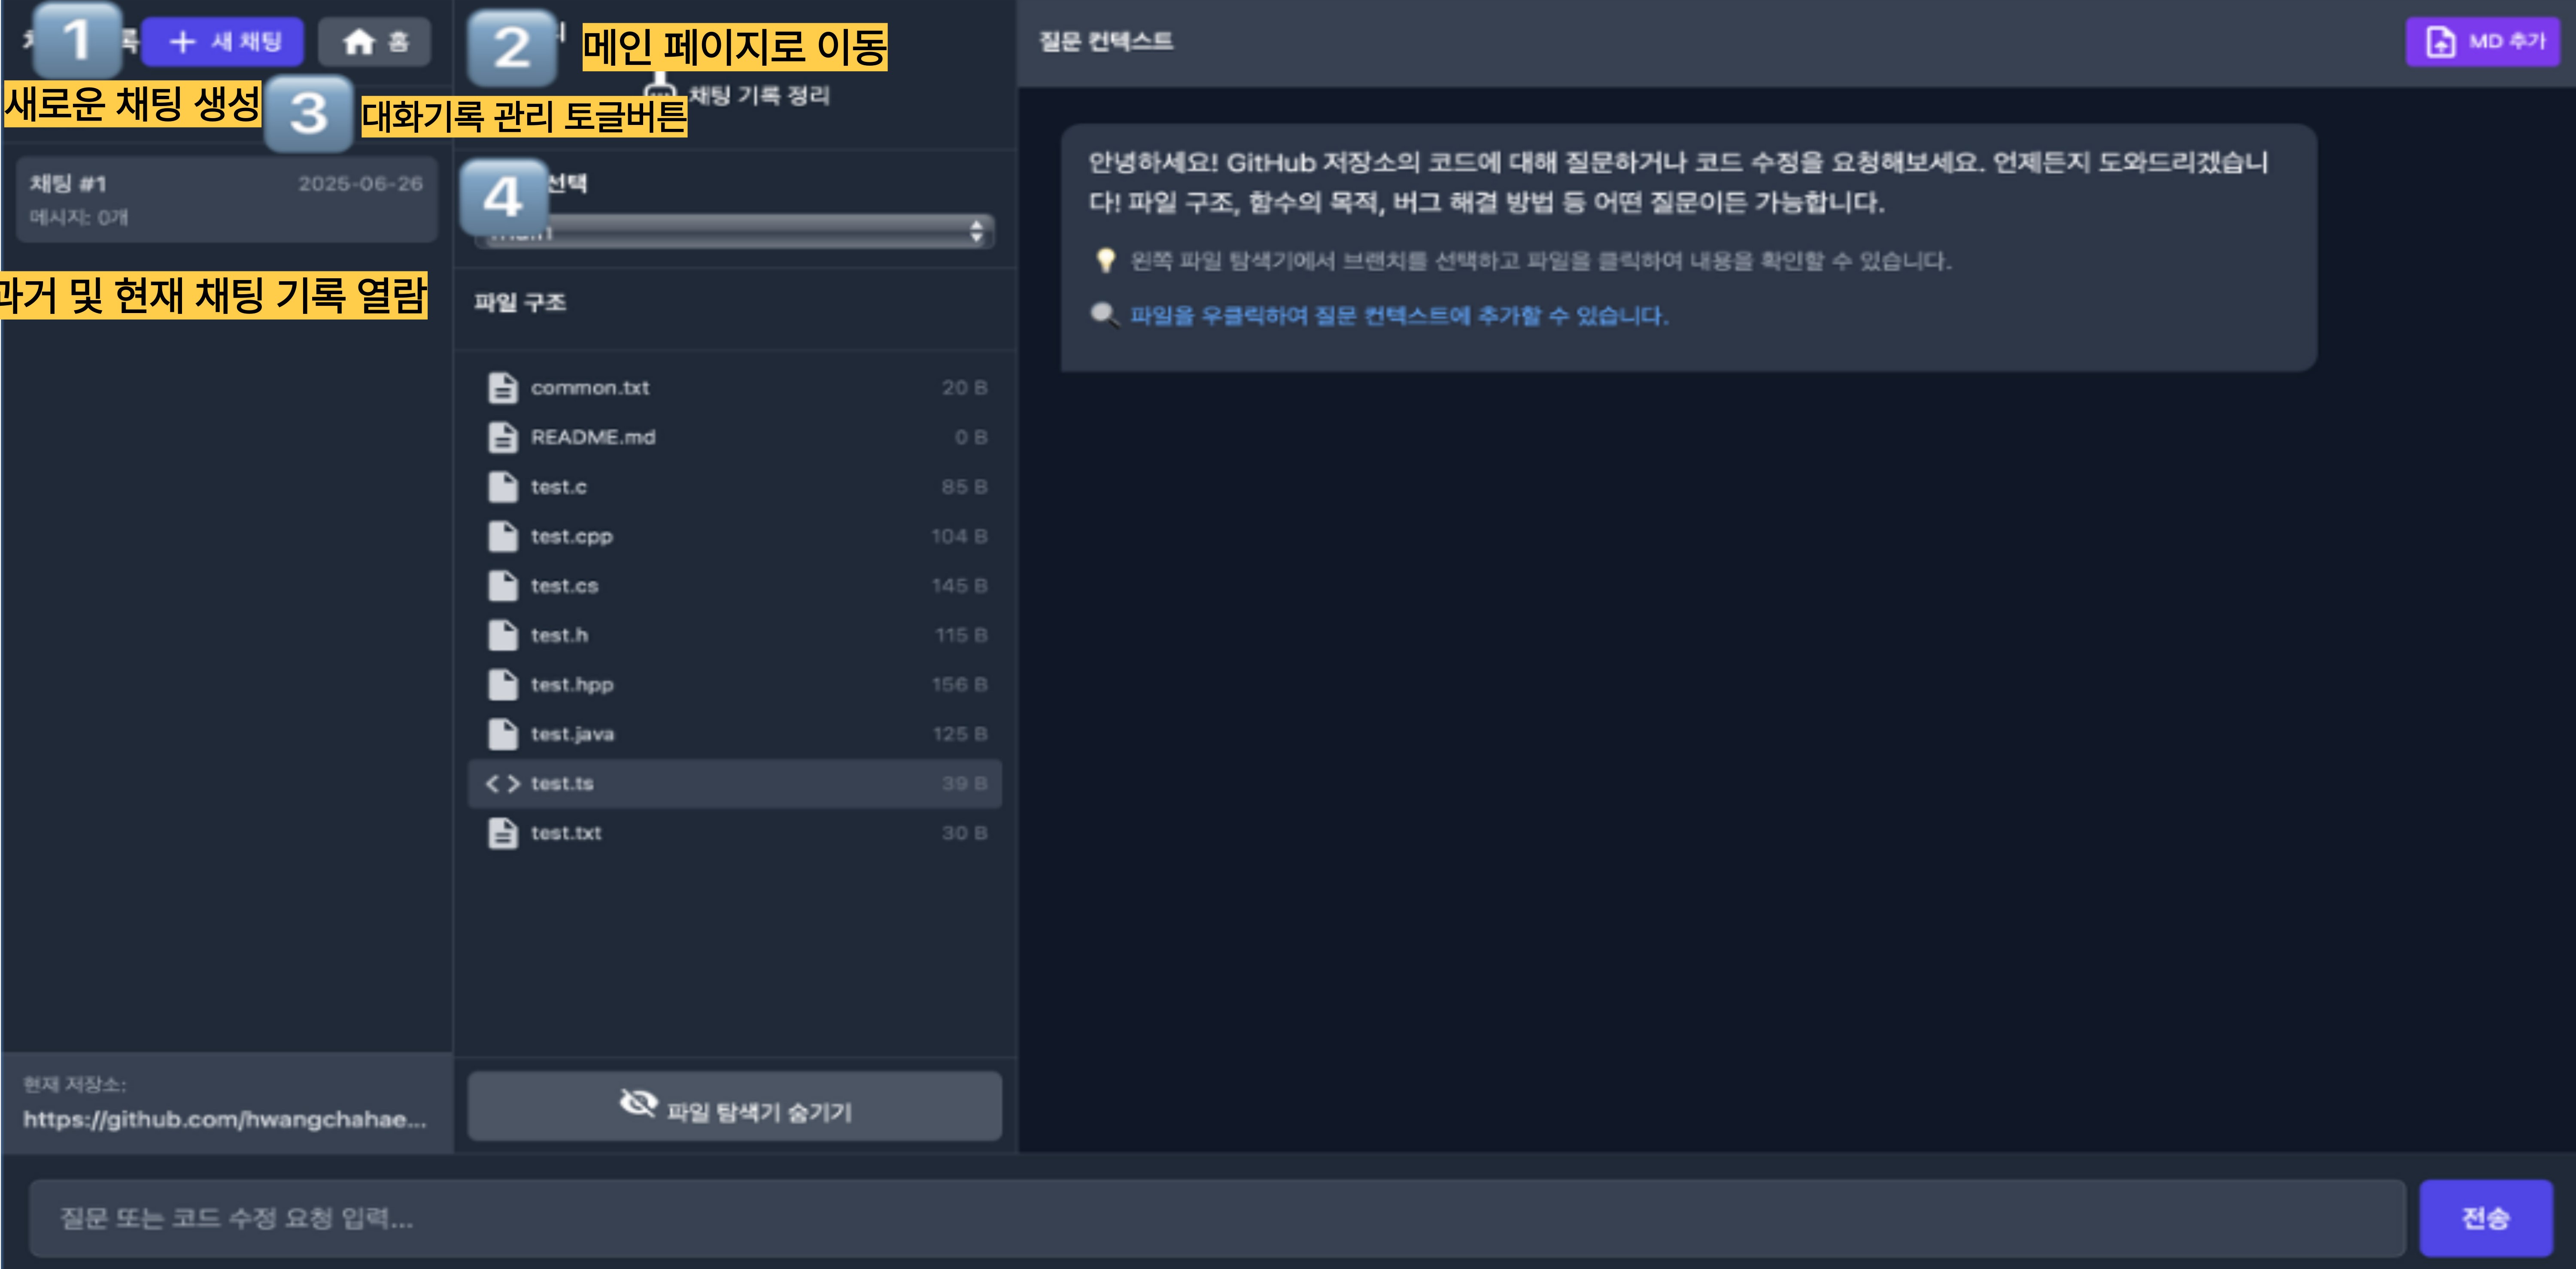 1
+ 새 채팅
홈
새로운 채팅 생성
3
대화기록 관리 토글버튼
채팅 #1
2025-06-26
메시지: 0개
과거 및 현재 채팅 기록 열람
현재 저장소:
https://github.com/hwangchahae...
2
메인 페이지로 이동
채팅 기록 정리
4
선택
파일 구조
common.txt 20 B
README.md 0 B
test.c 85 B
test.cpp 104 B
test.cs 145 B
test.h 115 B
test.hpp 156 B
test.java 125 B
test.ts 39 B
test.txt 30 B
파일 탐색기 숨기기
질문 컨텍스트
MD 추가
안녕하세요! GitHub 저장소의 코드에 대해 질문하거나 코드 수정을 요청해보세요. 언제든지 도와드리겠습니
다! 파일 구조, 함수의 목적, 버그 해결 방법 등 어떤 질문이든 가능합니다.
왼쪽 파일 탐색기에서 브랜치를 선택하고 파일을 클릭하여 내용을 확인할 수 있습니다.
파일을 우클릭하여 질문 컨텍스트에 추가할 수 있습니다.
질문 또는 코드 수정 요청 입력...
전송